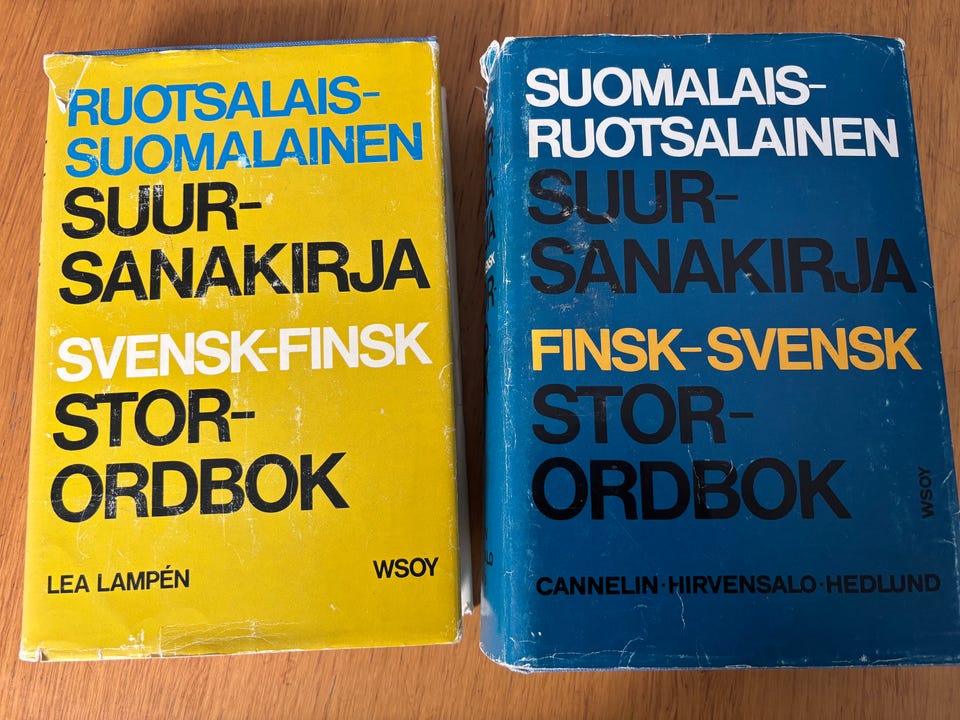 RUOTSALAIS-
SUOMALAINEN
SUUR-
SANAKIRJA
SVENSK-FINSK
STOR-
ORDBOK
LEA LAMPÉN
WSOY
SUOMALAIS-
RUOTSALAINEN
SUUR-
SANAKIRJA
FINSK-SVENSK
STOR-
ORDBOK
WSOY
CANNELIN·HIRVENSALO·HEDLUND